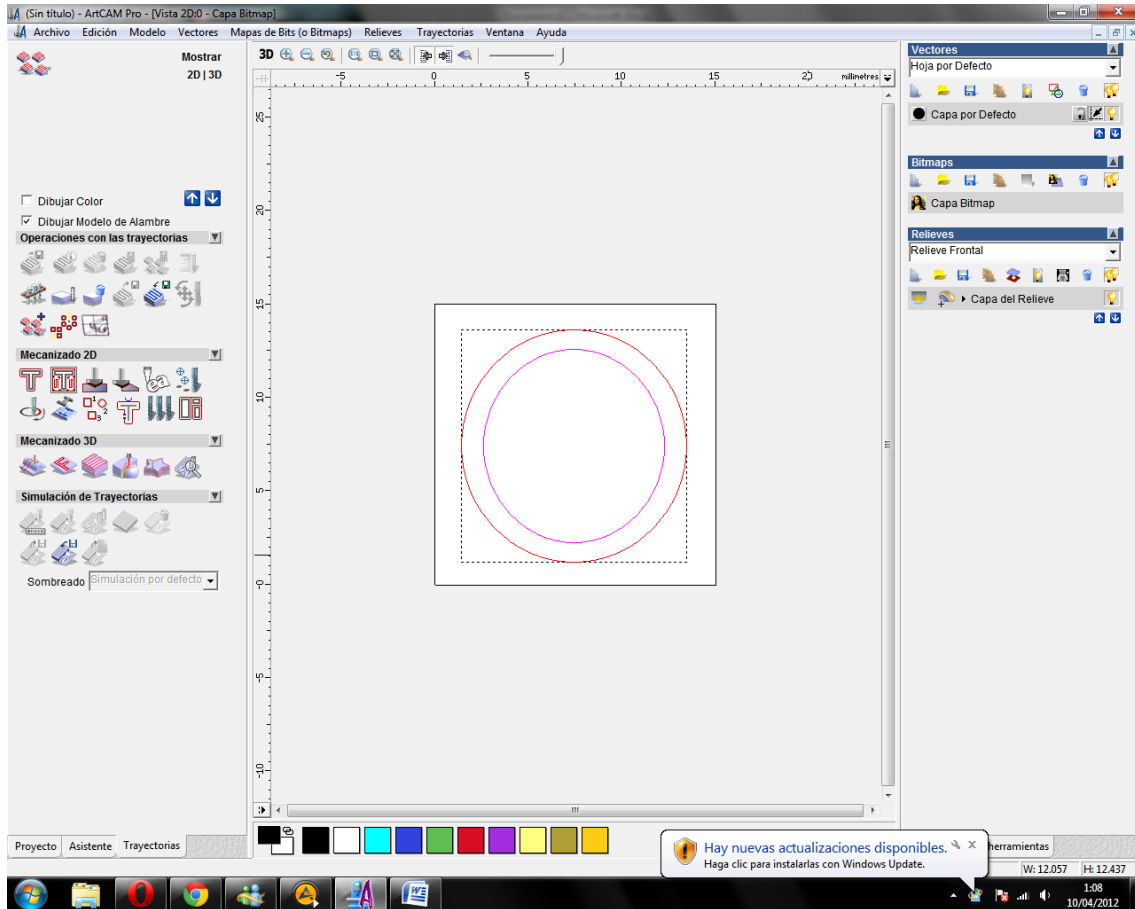 (Sin título) - ArtCAM Pro - [Vista 2D:0 - Capa Bitmap]
Archivo Edición Modelo Vectores Mapas de Bits (o Bitmaps) Relieves Trayectorias Ventana Ayuda
Mostrar
2D | 3D
Dibujar Color
Dibujar Modelo de Alambre
Operaciones con las trayectorias
Mecanizado 2D
Mecanizado 3D
Simulación de Trayectorias
Sombreado Simulación por defecto
Proyecto Asistente Trayectorias
3D
-5 0 5 10 15 20 milimetres
25
20
15
10
5
0
-5
-10
Vectores
Hoja por Defecto
Capa por Defecto
Bitmaps
Capa Bitmap
Relieves
Relieve Frontal
Capa del Relieve
Hay nuevas actualizaciones disponibles.
Haga clic para instalarlas con Windows Update.
herramientas
W: 12.057 H: 12.437
1:08
10/04/2012